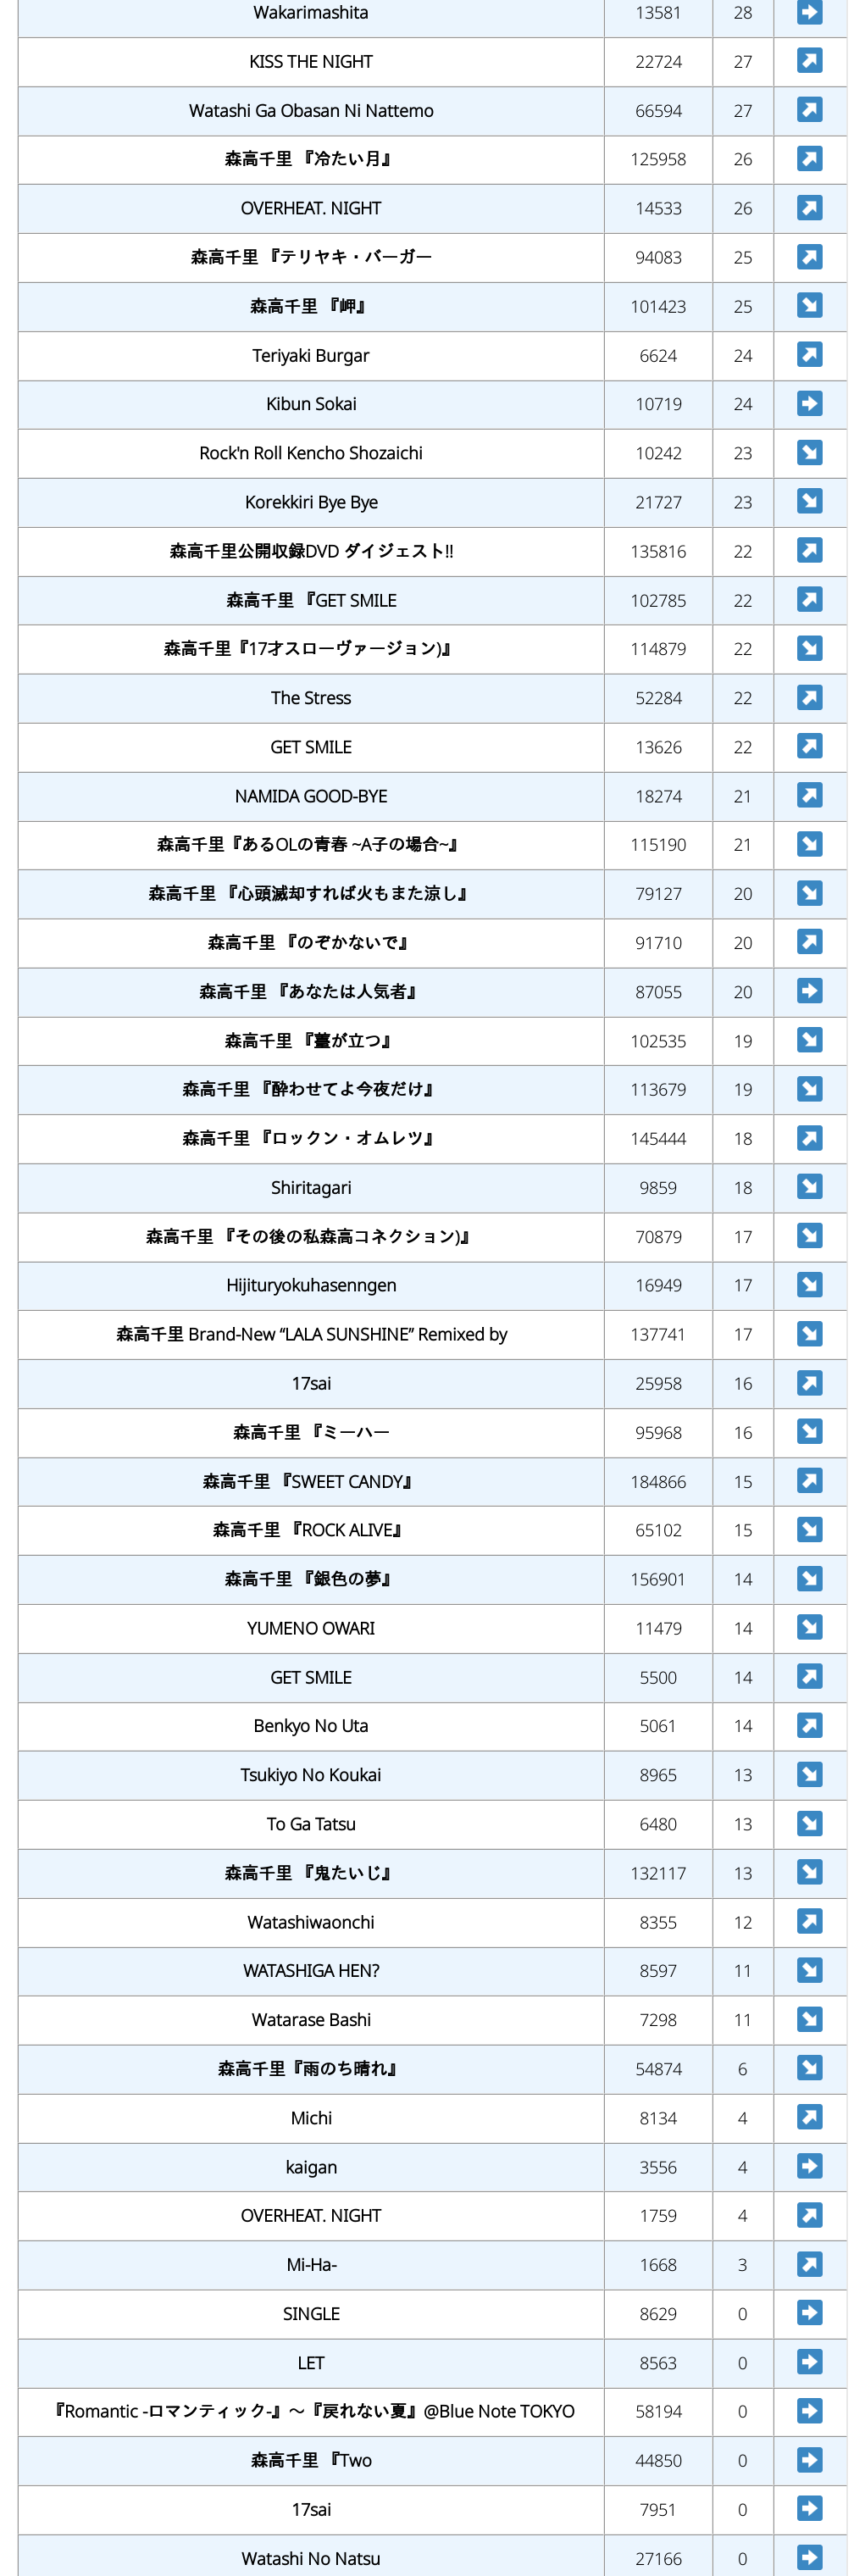 Wakarimashita 13581 28
KISS THE NIGHT 22724 27
Watashi Ga Obasan Ni Nattemo 66594 27
森高千里 『冷たい月』 125958 26
OVERHEAT. NIGHT 14533 26
森高千里 『テリヤキ・バーガー 94083 25
森高千里 『岬』 101423 25
Teriyaki Burgar 6624 24
Kibun Sokai 10719 24
Rock'n Roll Kencho Shozaichi 10242 23
Korekkiri Bye Bye 21727 23
森高千里公開収録DVD ダイジェスト!! 135816 22
森高千里 『GET SMILE 102785 22
森高千里『17才スローヴァージョン)』 114879 22
The Stress 52284 22
GET SMILE 13626 22
NAMIDA GOOD-BYE 18274 21
森高千里『あるOLの青春 ~A子の場合~』 115190 21
森高千里 『心頭滅却すれば火もまた涼し』 79127 20
森高千里 『のぞかないで』 91710 20
森高千里 『あなたは人気者』 87055 20
森高千里 『薹が立つ』 102535 19
森高千里 『酔わせてよ今夜だけ』 113679 19
森高千里 『ロックン・オムレツ』 145444 18
Shiritagari 9859 18
森高千里 『その後の私森高コネクション)』 70879 17
Hijituryokuhasenngen 16949 17
森高千里 Brand-New “LALA SUNSHINE” Remixed by 137741 17
17sai 25958 16
森高千里 『ミーハー 95968 16
森高千里 『SWEET CANDY』 184866 15
森高千里 『ROCK ALIVE』 65102 15
森高千里 『銀色の夢』 156901 14
YUMENO OWARI 11479 14
GET SMILE 5500 14
Benkyo No Uta 5061 14
Tsukiyo No Koukai 8965 13
To Ga Tatsu 6480 13
森高千里 『鬼たいじ』 132117 13
Watashiwaonchi 8355 12
WATASHIGA HEN? 8597 11
Watarase Bashi 7298 11
森高千里『雨のち晴れ』 54874 6
Michi 8134 4
kaigan 3556 4
OVERHEAT. NIGHT 1759 4
Mi-Ha- 1668 3
SINGLE 8629 0
LET 8563 0
『Romantic -ロマンティック-』〜『戻れない夏』@Blue Note TOKYO 58194 0
森高千里 『Two 44850 0
17sai 7951 0
Watashi No Natsu 27166 0